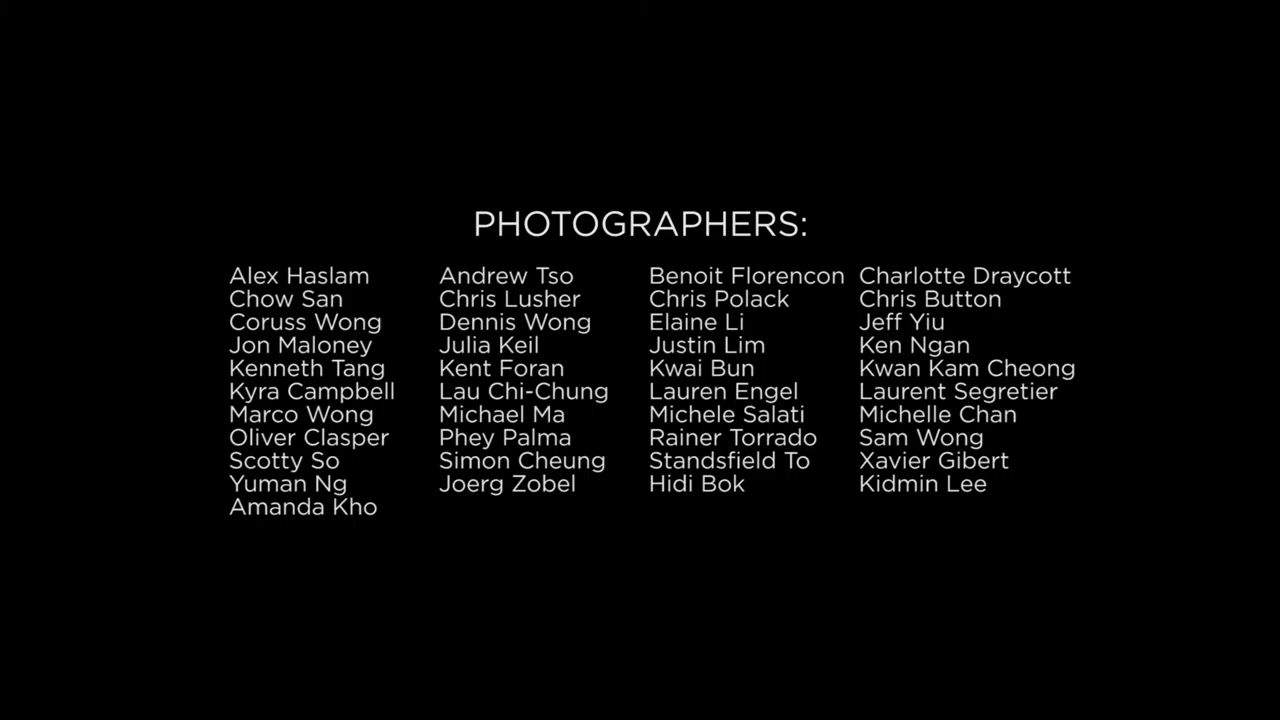 PHOTOGRAPHERS:
Alex Haslam Andrew Tso Benoit Florencon Charlotte Draycott
Chow San Chris Lusher Chris Polack Chris Button
Coruss Wong Dennis Wong Elaine Li Jeff Yiu
Jon Maloney Julia Keil Justin Lim Ken Ngan
Kenneth Tang Kent Foran Kwai Bun Kwan Kam Cheong
Kyra Campbell Lau Chi-Chung Lauren Engel Laurent Segretier
Marco Wong Michael Ma Michele Salati Michelle Chan
Oliver Clasper Phey Palma Rainer Torrado Sam Wong
Scotty So Simon Cheung Standsfield To Xavier Gibert
Yuman Ng Joerg Zobel Hidi Bok Kidmin Lee
Amanda Kho